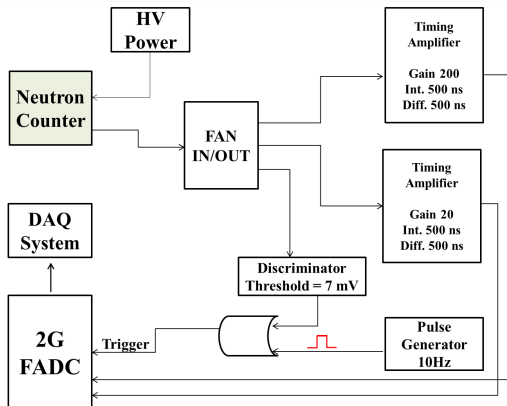 HV
Power
Timing
Amplifier
Gain 200
Int. 500 ns
Diff. 500 ns
Neutron
Counter
FAN
IN/OUT
Timing
Amplifier
Gain 20
Int. 500 ns
Diff. 500 ns
DAQ
System
Discriminator
Threshold = 7 mV
2G
FADC
Trigger
Pulse
Generator
10Hz